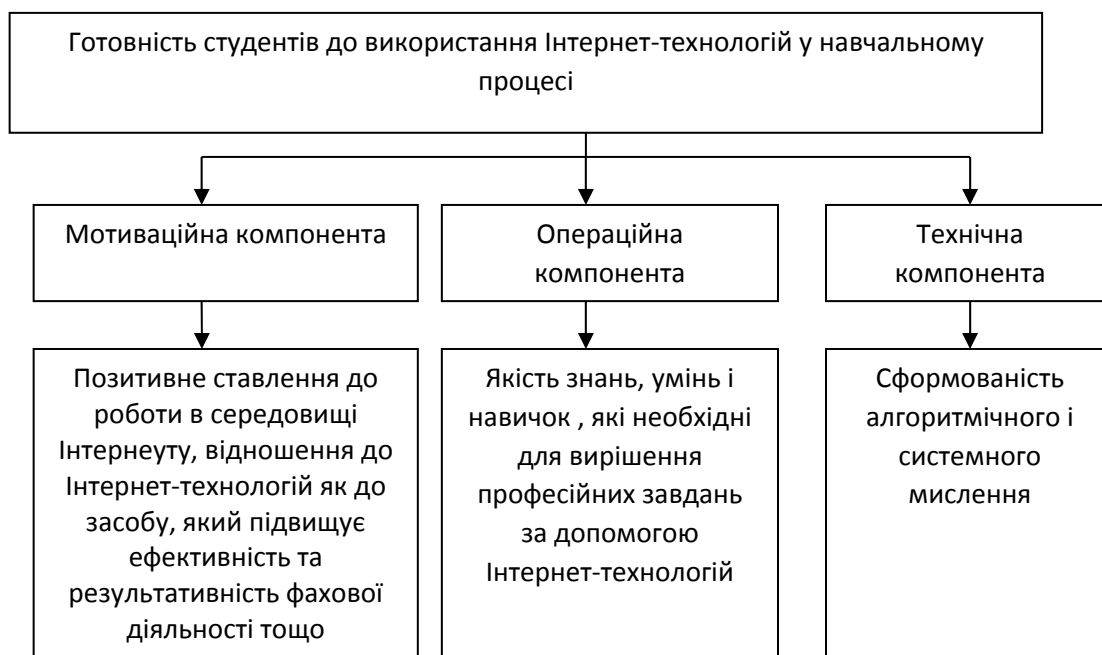 Готовність студентів до використання Інтернет-технологій у навчальному
процесі
Мотиваційна компонента
Операційна
компонента
Технічна
компонента
Позитивне ставлення до
роботи в середовищі
Інтернеуту, відношення до
Інтернет-технологій як до
засобу, який підвищує
ефективність та
результативність фахової
діяльності тощо
Якість знань, умінь і
навичок , які необхідні
для вирішення
професійних завдань
за допомогою
Інтернет-технологій
Сформованість
алгоритмічного і
системного
мислення